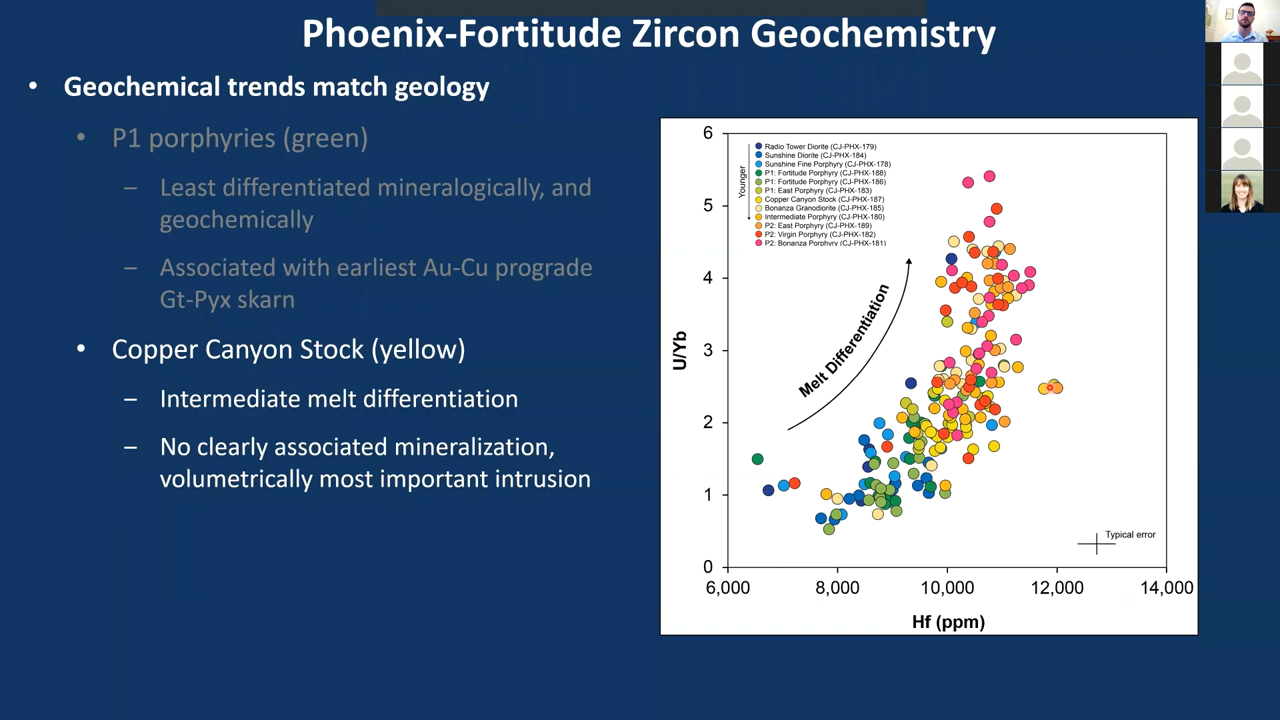 Phoenix-Fortitude Zircon Geochemistry
• Geochemical trends match geology
• P1 porphyries (green)
– Least differentiated mineralogically, and
geochemically
– Associated with earliest Au-Cu prograde
Gt-Pyx skarn
• Copper Canyon Stock (yellow)
– Intermediate melt differentiation
– No clearly associated mineralization,
volumetrically most important intrusion
6
5
4
3
2
1
0
U/Yb
Younger
Radio Tower Diorite (CJ-PHX-179)
Sunshine Diorite (CJ-PHX-184)
Sunshine Fine Porphyry (CJ-PHX-178)
P1: Fortitude Porphyry (CJ-PHX-188)
P1: Fortitude Porphyry (CJ-PHX-186)
P1: East Porphyry (CJ-PHX-183)
Copper Canyon Stock (CJ-PHX-187)
Bonanza Granodiorite (CJ-PHX-185)
Intermediate Porphyry (CJ-PHX-180)
P2: East Porphyry (CJ-PHX-189)
P2: Virgin Porphyry (CJ-PHX-182)
P2: Bonanza Porphyry (CJ-PHX-181)
Melt Differentiation
Typical error
6,000 8,000 10,000 12,000 14,000
Hf (ppm)